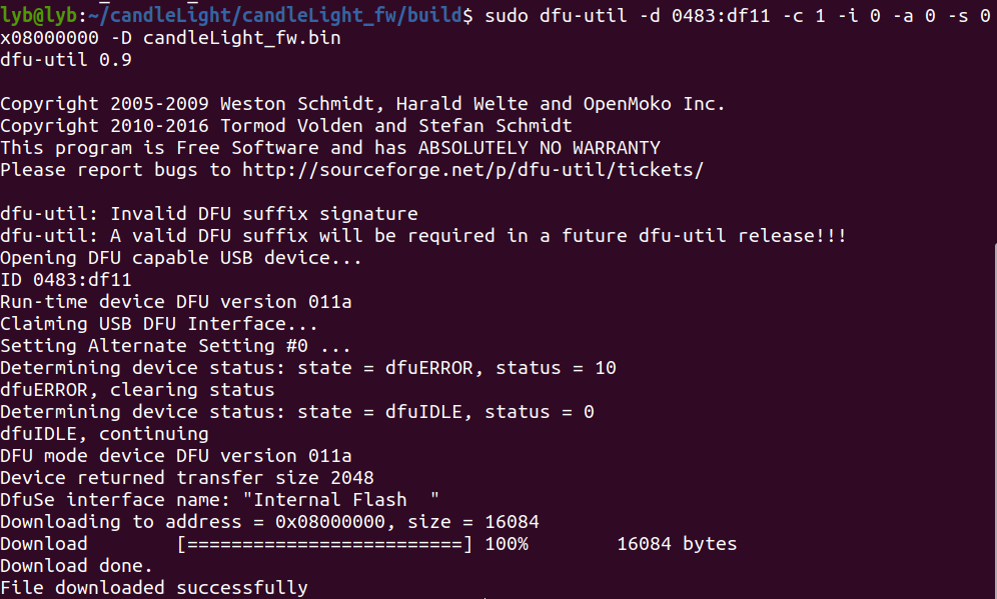 lyb@lyb:~/candleLight/candleLight_fw/build$ sudo dfu-util -d 0483:df11 -c 1 -i 0 -a 0 -s 0
x08000000 -D candleLight_fw.bin
dfu-util 0.9
Copyright 2005-2009 Weston Schmidt, Harald Welte and OpenMoko Inc.
Copyright 2010-2016 Tormod Volden and Stefan Schmidt
This program is Free Software and has ABSOLUTELY NO WARRANTY
Please report bugs to http://sourceforge.net/p/dfu-util/tickets/
dfu-util: Invalid DFU suffix signature
dfu-util: A valid DFU suffix will be required in a future dfu-util release!!!
Opening DFU capable USB device...
ID 0483:df11
Run-time device DFU version 011a
Claiming USB DFU Interface...
Setting Alternate Setting #0 ...
Determining device status: state = dfuERROR, status = 10
dfuERROR, clearing status
Determining device status: state = dfuIDLE, status = 0
dfuIDLE, continuing
DFU mode device DFU version 011a
Device returned transfer size 2048
DfuSe interface name: "Internal Flash  "
Downloading to address = 0x08000000, size = 16084
Download        [=========================] 100%        16084 bytes
Download done.
File downloaded successfully